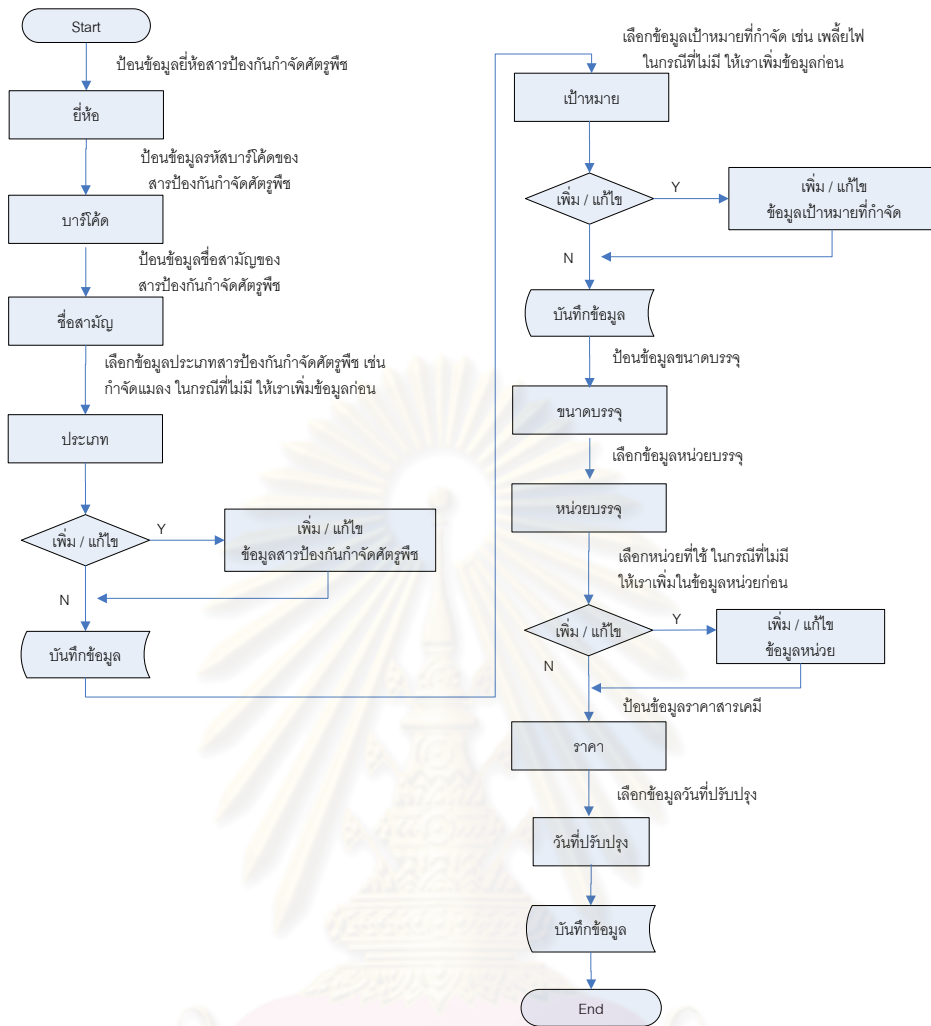 Start
ป้อนข้อมูลยี่ห้อสารป้องกันกำจัดศัตรูพืช
ยี่ห้อ
ป้อนข้อมูลรหัสบาร์โค้ดของ
สารป้องกันกำจัดศัตรูพืช
บาร์โค้ด
ป้อนข้อมูลชื่อสามัญของ
สารป้องกันกำจัดศัตรูพืช
ชื่อสามัญ
เลือกข้อมูลประเภทสารป้องกันกำจัดศัตรูพืช เช่น
กำจัดแมลง ในกรณีที่ไม่มี ให้เราเพิ่มข้อมูลก่อน
ประเภท
เพิ่ม / แก้ไข
Y
เพิ่ม / แก้ไข
ข้อมูลสารป้องกันกำจัดศัตรูพืช
N
บันทึกข้อมูล
เลือกข้อมูลเป้าหมายที่กำจัด เช่น เพลี้ยไฟ
ในกรณีที่ไม่มี ให้เราเพิ่มข้อมูลก่อน
เป้าหมาย
เพิ่ม / แก้ไข
Y
เพิ่ม / แก้ไข
ข้อมูลเป้าหมายที่กำจัด
N
บันทึกข้อมูล
ป้อนข้อมูลขนาดบรรจุ
ขนาดบรรจุ
เลือกข้อมูลหน่วยบรรจุ
หน่วยบรรจุ
เลือกหน่วยที่ใช้ ในกรณีที่ไม่มี
ให้เราเพิ่มในข้อมูลหน่วยก่อน
เพิ่ม / แก้ไข
Y
เพิ่ม / แก้ไข
ข้อมูลหน่วย
N
ป้อนข้อมูลราคาสารเคมี
ราคา
เลือกข้อมูลวันที่ปรับปรุง
วันที่ปรับปรุง
บันทึกข้อมูล
End